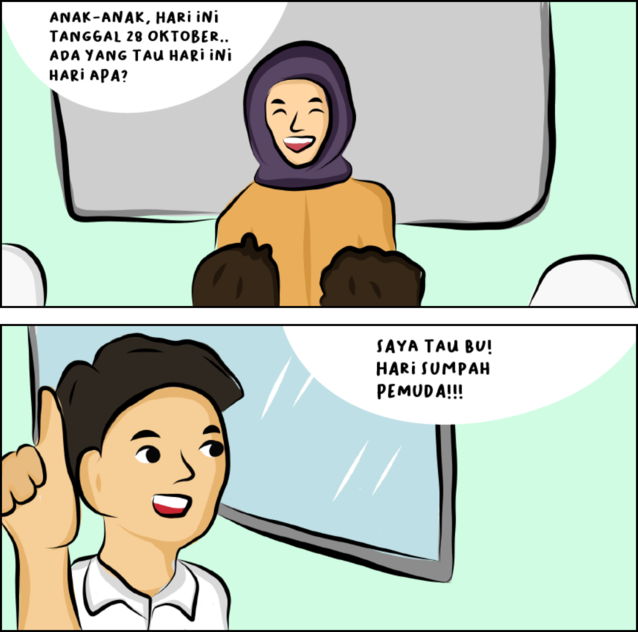 ANAK-ANAK, HARI INI
TANGGAL 28 OKTOBER..
ADA YANG TAU HARI INI
HARI APA?
SAYA TAU BU!
HARI SUMPAH
PEMUDA!!!